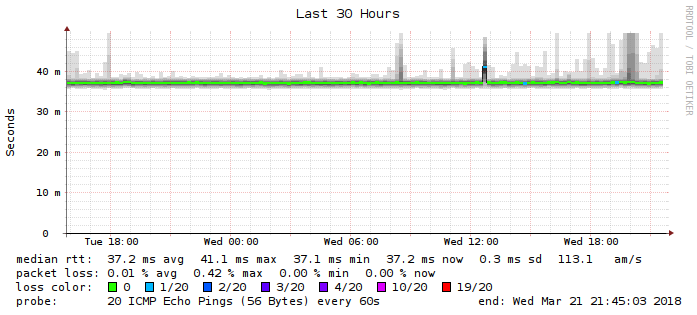 Last 30 Hours
RRDTOOL / TOBI OETIKER
Seconds
40 m
30 m
20 m
10 m
0
Tue 18:00 Wed 00:00 Wed 06:00 Wed 12:00 Wed 18:00
median rtt: 37.2 ms avg 41.1 ms max 37.1 ms min 37.2 ms now 0.3 ms sd 113.1 am/s
packet loss: 0.01 % avg 0.42 % max 0.00 % min 0.00 % now
loss color: 0 1/20 2/20 3/20 4/20 10/20 19/20
probe: 20 ICMP Echo Pings (56 Bytes) every 60s end: Wed Mar 21 21:45:03 2018